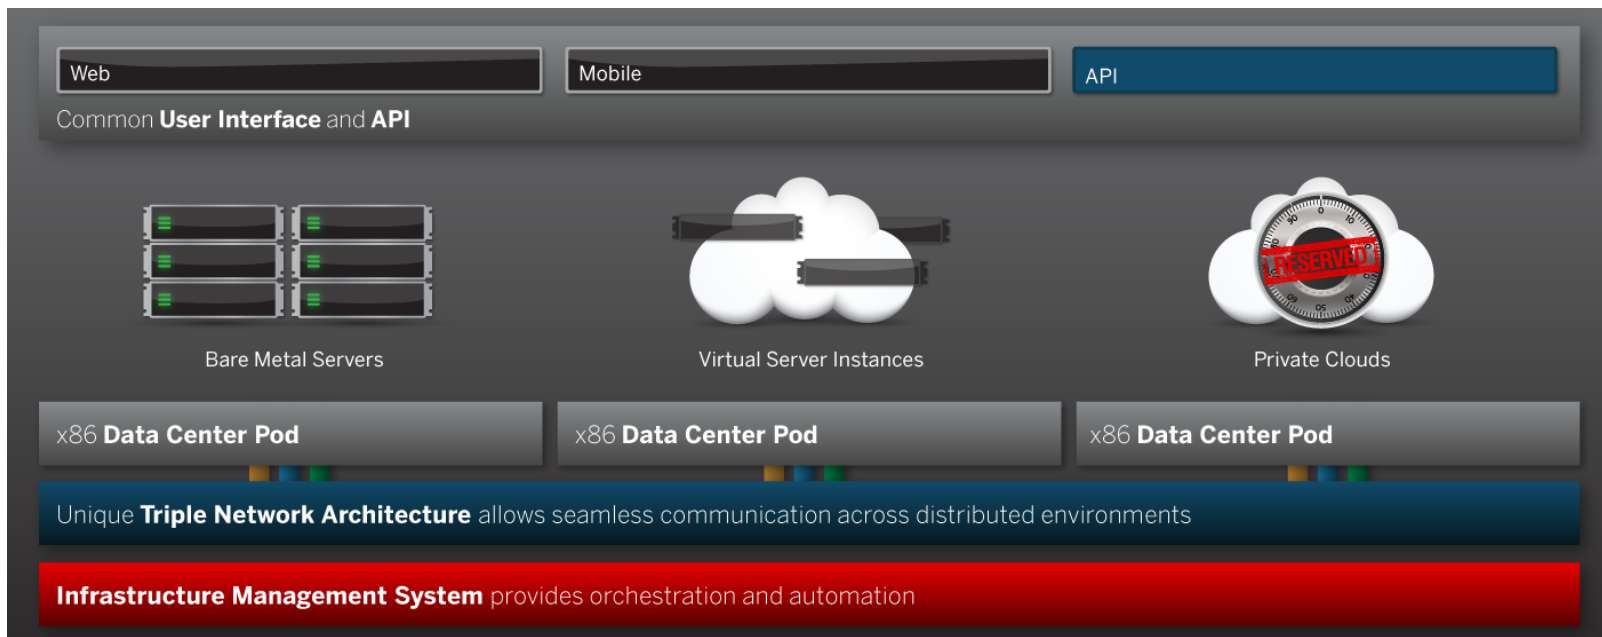 Web
Mobile
API
Common User Interface and API
RESERVED
Bare Metal Servers
Virtual Server Instances
Private Clouds
x86 Data Center Pod
x86 Data Center Pod
x86 Data Center Pod
Unique Triple Network Architecture allows seamless communication across distributed environments
Infrastructure Management System provides orchestration and automation